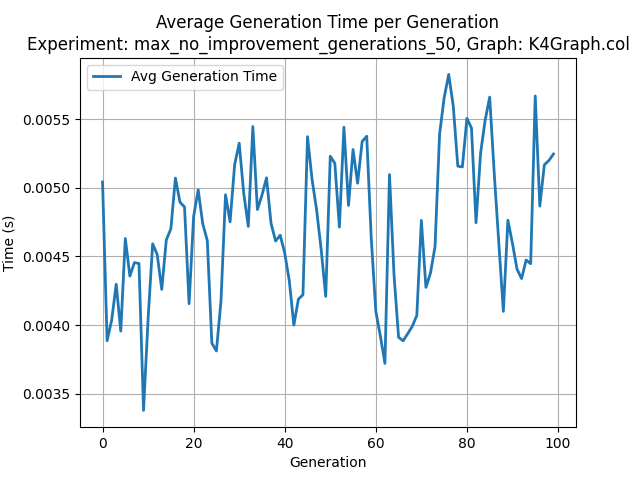 Average Generation Time per Generation
Experiment: max_no_improvement_generations_50, Graph: K4Graph.col
Avg Generation Time
0.0055
0.0050
0.0045
0.0040
0.0035
Time (s)
0 20 40 60 80 100
Generation